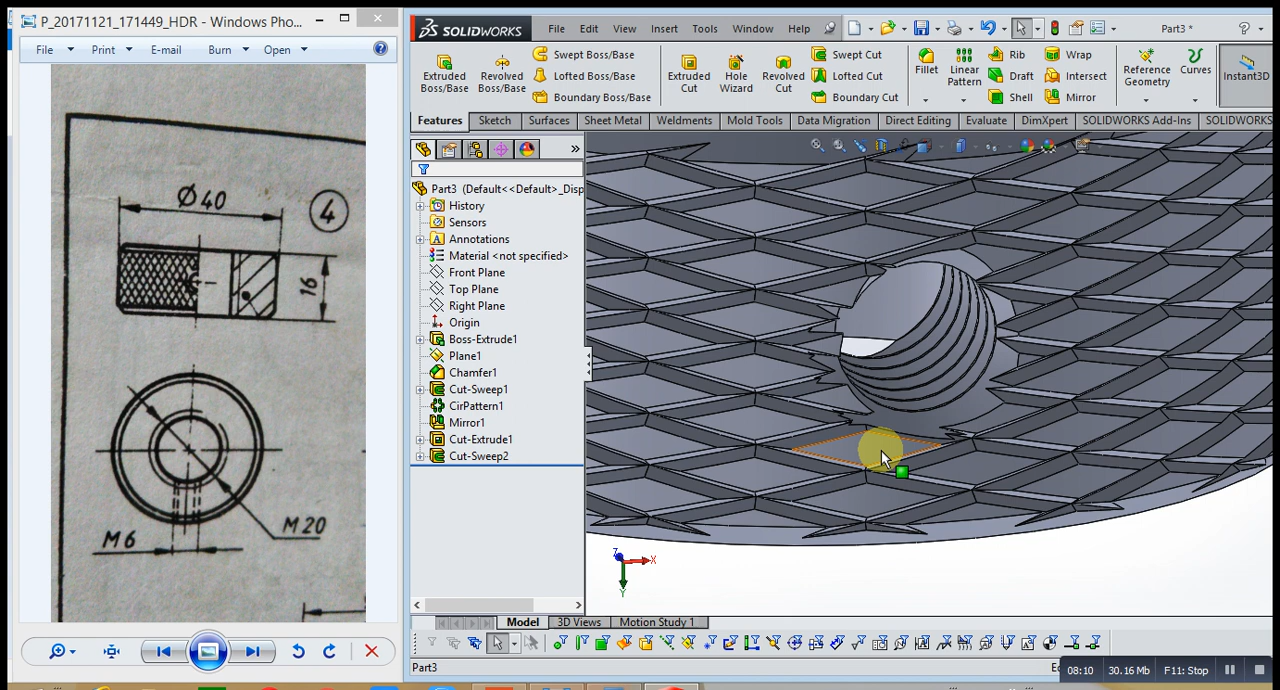 P_20171121_171449_HDR - Windows Pho...
File Print E-mail Burn Open
Ø40
4
16
M20
M6
SOLIDWORKS File Edit View Insert Tools Window Help Part3 *
Extruded Boss/Base
Revolved Boss/Base
Swept Boss/Base
Lofted Boss/Base
Boundary Boss/Base
Extruded Cut
Hole Wizard
Revolved Cut
Swept Cut
Lofted Cut
Boundary Cut
Fillet
Linear Pattern
Rib
Draft
Shell
Wrap
Intersect
Mirror
Reference Geometry
Curves
Instant3D
Features Sketch Surfaces Sheet Metal Weldments Mold Tools Data Migration Direct Editing Evaluate DimXpert SOLIDWORKS Add-Ins SOLIDWORKS
Part3 (Default<<Default>_Disp
History
Sensors
Annotations
Material <not specified>
Front Plane
Top Plane
Right Plane
Origin
Boss-Extrude1
Plane1
Chamfer1
Cut-Sweep1
CirPattern1
Mirror1
Cut-Extrude1
Cut-Sweep2
Z
X
Y
Model 3D Views Motion Study 1
Part3
08:10 30.16 Mb F11: Stop